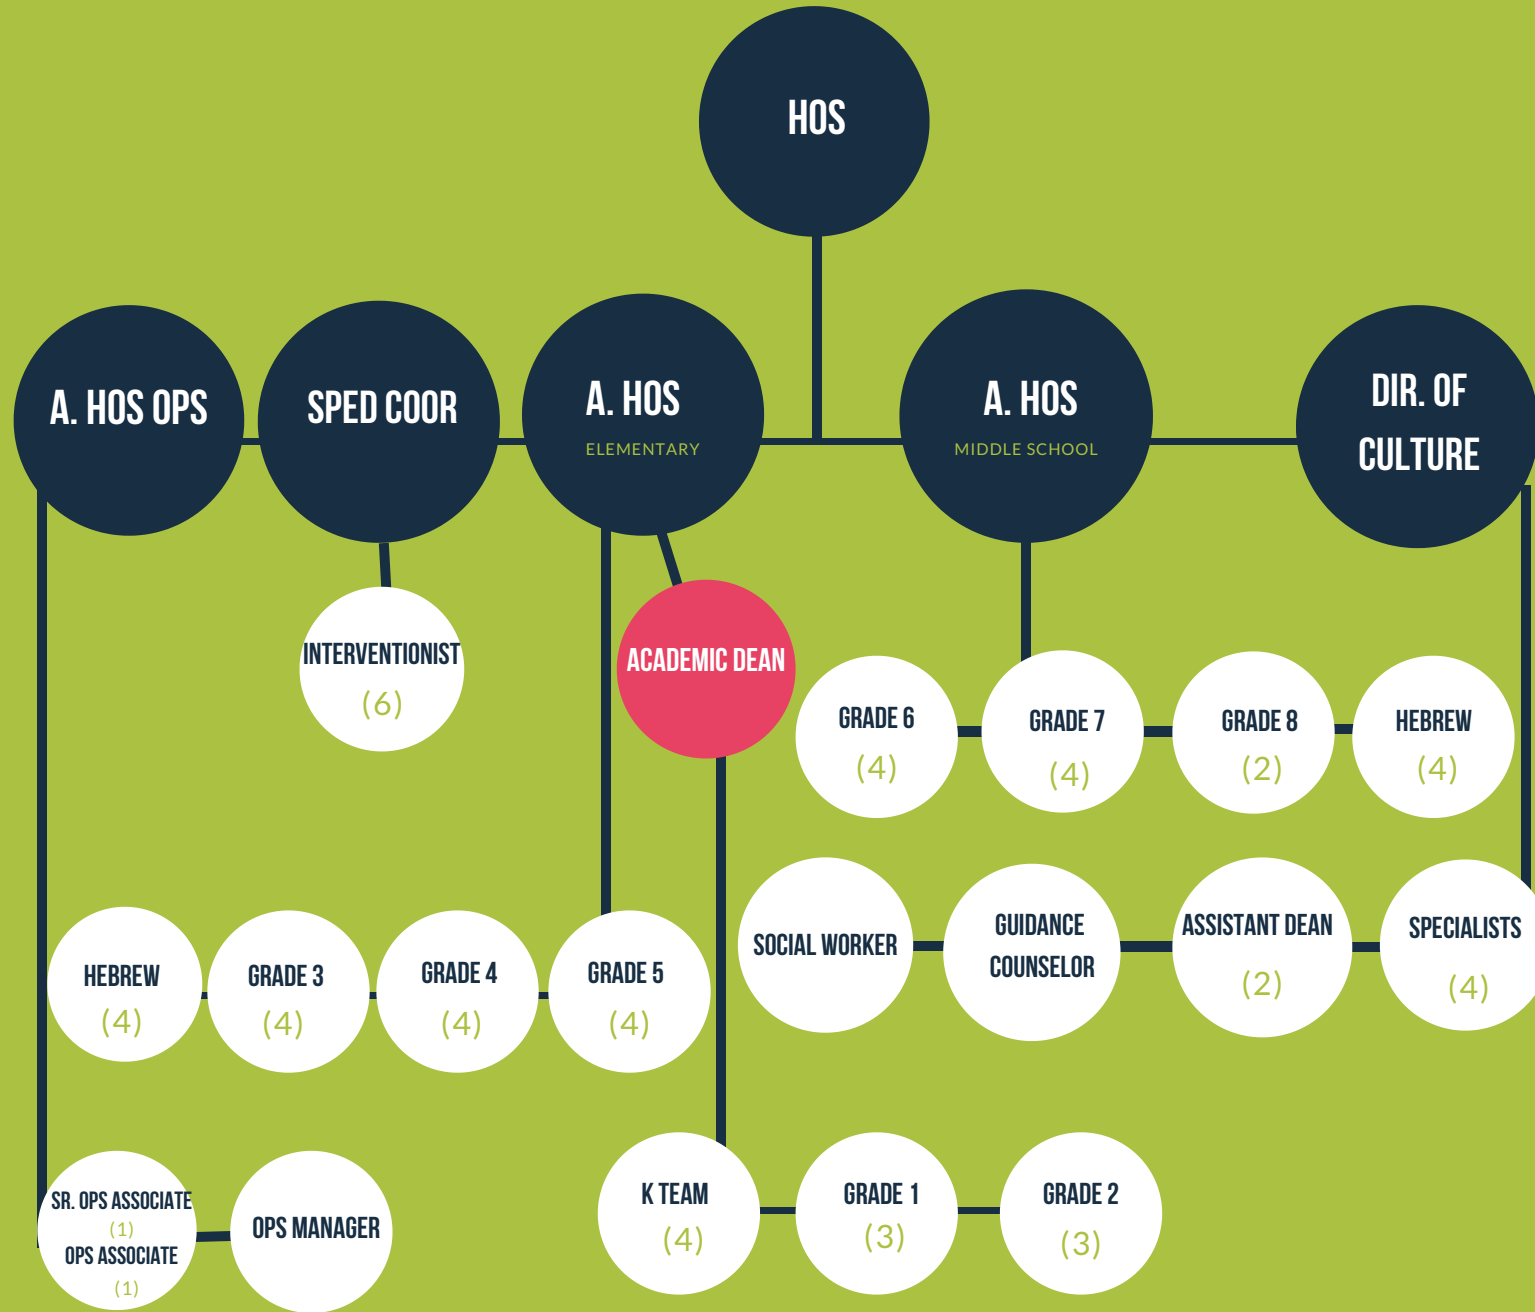 HOS
A. HOS OPS
SPED COOR
A. HOS
ELEMENTARY
A. HOS
MIDDLE SCHOOL
DIR. OF
CULTURE
INTERVENTIONIST
(6)
ACADEMIC DEAN
GRADE 6
(4)
GRADE 7
(4)
GRADE 8
(2)
HEBREW
(4)
SOCIAL WORKER
GUIDANCE
COUNSELOR
ASSISTANT DEAN
(2)
SPECIALISTS
(4)
HEBREW
(4)
GRADE 3
(4)
GRADE 4
(4)
GRADE 5
(4)
SR. OPS ASSOCIATE
(1)
OPS ASSOCIATE
(1)
OPS MANAGER
K TEAM
(4)
GRADE 1
(3)
GRADE 2
(3)